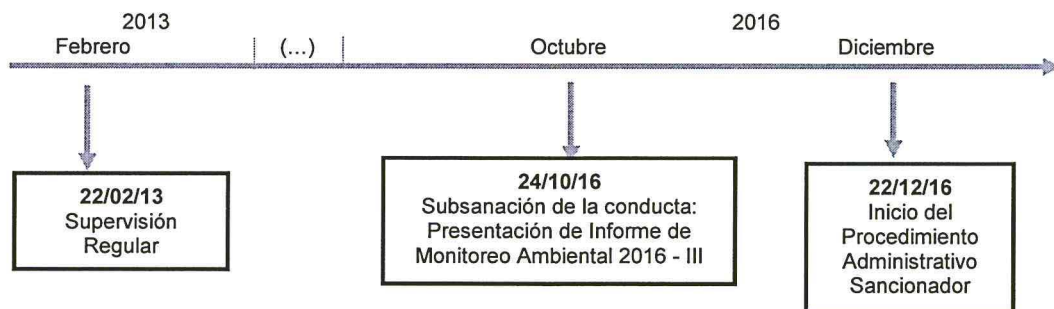 2013
2016
Febrero
(...)
Octubre
Diciembre
22/02/13
Supervisión
Regular
24/10/16
Subsanación de la conducta:
Presentación de Informe de
Monitoreo Ambiental 2016 - III
22/12/16
Inicio del
Procedimiento
Administrativo
Sancionador